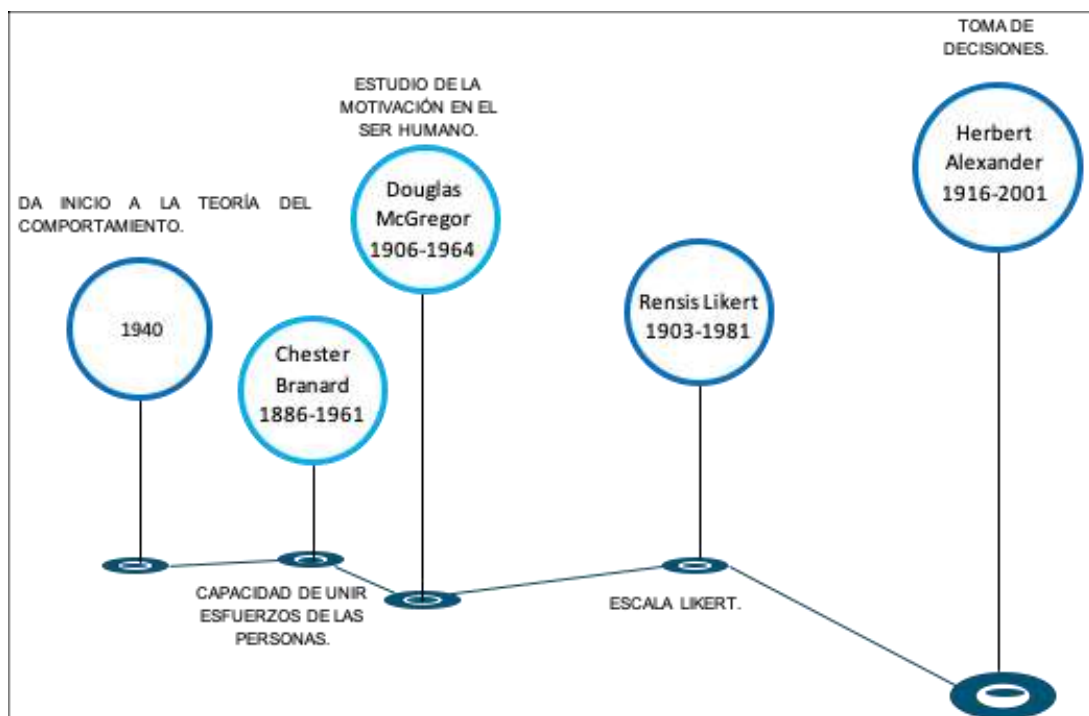 DA INICIO A LA TEORÍA DEL
COMPORTAMIENTO.
1940
Chester
Branard
1886-1961
CAPACIDAD DE UNIR
ESFUERZOS DE LAS
PERSONAS.
ESTUDIO DE LA
MOTIVACIÓN EN EL
SER HUMANO.
Douglas
McGregor
1906-1964
Rensis Likert
1903-1981
ESCALA LIKERT.
TOMA DE
DECISIONES.
Herbert
Alexander
1916-2001